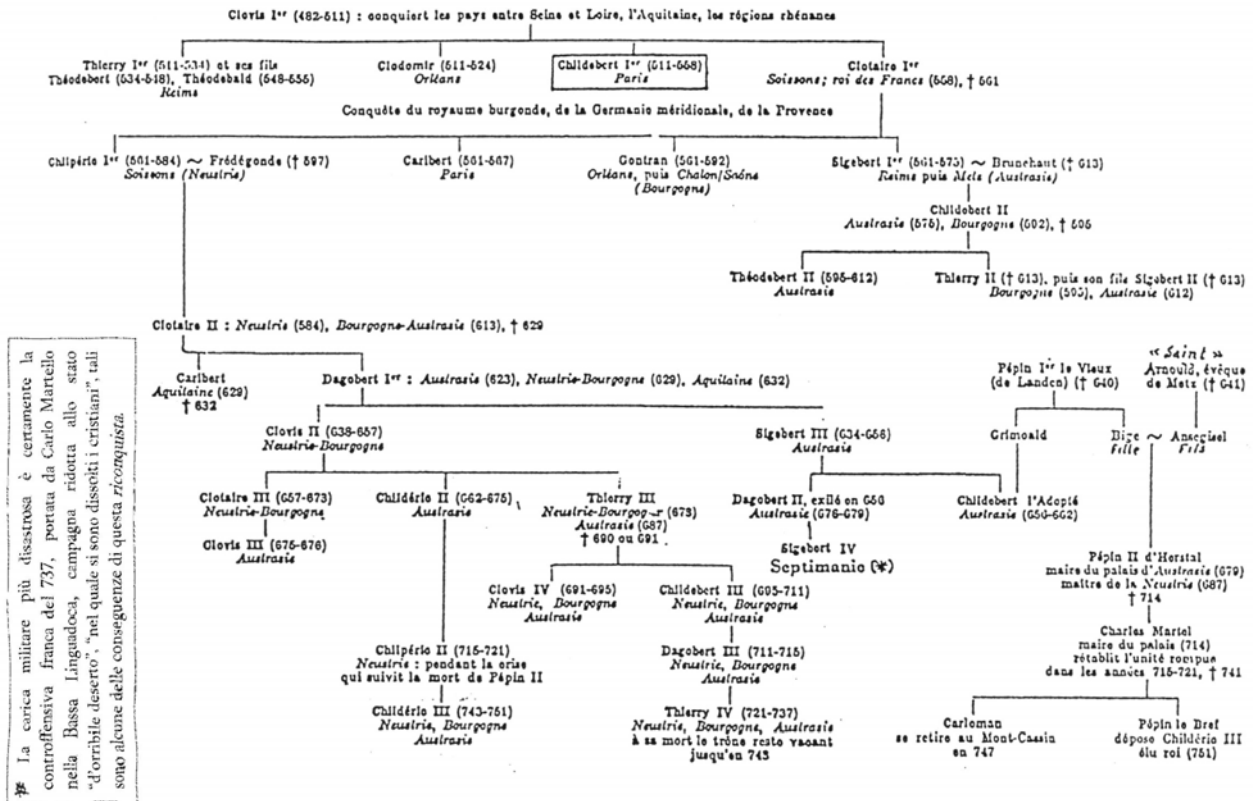 Clovis Ier (482-511) : conquiert les pays entre Seine et Loire, l'Aquitaine, les régions rhénanes
Thierry Ier (511-534) et ses fils
Théodebert (534-548), Théodebald (548-555)
Reims
Clodomir (511-524)
Orléans
Childebert Ier (511-558)
Paris
Clotaire Ier
Soissons; roi des Francs (558), † 561
Conquête du royaume burgonde, de la Germanie méridionale, de la Provence
Chilpéric Ier (561-584) ~ Frédégonde († 597)
Soissons (Neustrie)
Caribert (561-567)
Paris
Gontran (561-592)
Orléans, puis Chalon/Saône
(Bourgogne)
Sigebert Ier (561-575) ~ Brunehaut († 613)
Reims puis Metz (Austrasie)
Childebert II
Austrasie (575), Bourgogne (592), † 595
Théodebert II (595-612)
Austrasie
Thierry II († 613), puis son fils Sigebert II († 613)
Bourgogne (595), Austrasie (612)
Clotaire II : Neustrie (584), Bourgogne-Austrasie (613), † 629
Caribert
Aquitaine (629)
† 632
Dagobert Ier : Austrasie (623), Neustrie-Bourgogne (629), Aquitaine (632)
Pépin Ier le Vieux
(de Landen) († 640)
« Saint »
Arnould, évêque
de Metz († 641)
Clovis II (638-657)
Neustrie-Bourgogne
Sigebert III (634-656)
Austrasie
Grimoald
Bige ~ Ansegisel
Fille Fils
Clotaire III (657-673)
Neustrie-Bourgogne
Clovis III (675-676)
Austrasie
Childéric II (662-675)
Austrasie
Thierry III
Neustrie-Bourgogne (673)
Austrasie (687)
† 690 ou 691
Dagobert II, exilé en 656
Austrasie (676-679)
Sigebert IV
Septimanie (*)
Childebert l'Adopté
Austrasie (656-662)
Pépin II d'Herstal
maire du palais d'Austrasie (679)
maître de la Neustrie (687)
† 714
Clovis IV (691-695)
Neustrie, Bourgogne
Austrasie
Childebert III (695-711)
Neustrie, Bourgogne
Austrasie
Charles Martel
maire du palais (714)
rétablit l'unité rompue
dans les années 715-721, † 741
Chilpéric II (715-721)
Neustrie : pendant la crise
qui suivit la mort de Pépin II
Dagobert III (711-715)
Neustrie, Bourgogne
Austrasie
Childéric III (743-751)
Neustrie, Bourgogne
Austrasie
Thierry IV (721-737)
Neustrie, Bourgogne, Austrasie
à sa mort le trône reste vacant
jusqu'en 743
Carloman
se retire au Mont-Cassin
en 747
Pépin le Bref
dépose Childéric III
élu roi (751)
* La carica militare più disastrosa è certamente la
controffensiva franca del 737, portata da Carlo Martello
nella Bassa Linguadoca, campagna ridotta allo stato
"d'orribile deserto", "nel quale si sono dissolti i cristiani", tali
sono alcune delle conseguenze di questa riconquista.